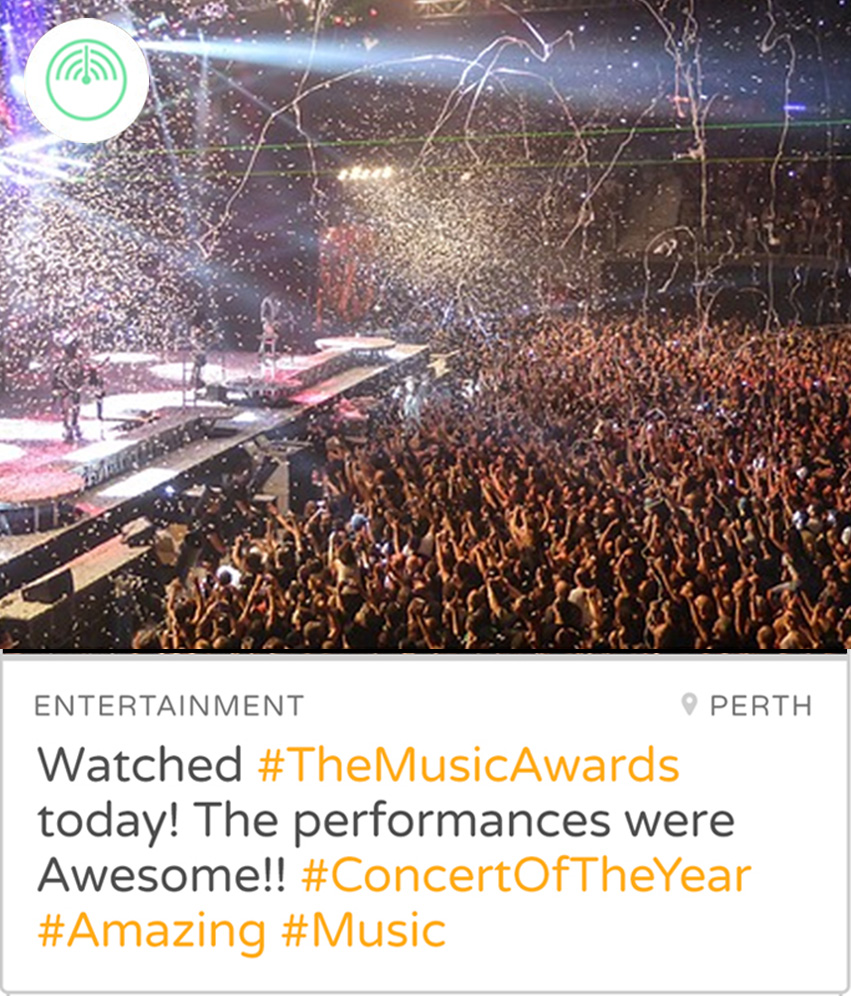 ENTERTAINMENT
PERTH
Watched #TheMusicAwards
today! The performances were
Awesome!! #ConcertOfTheYear
#Amazing #Music